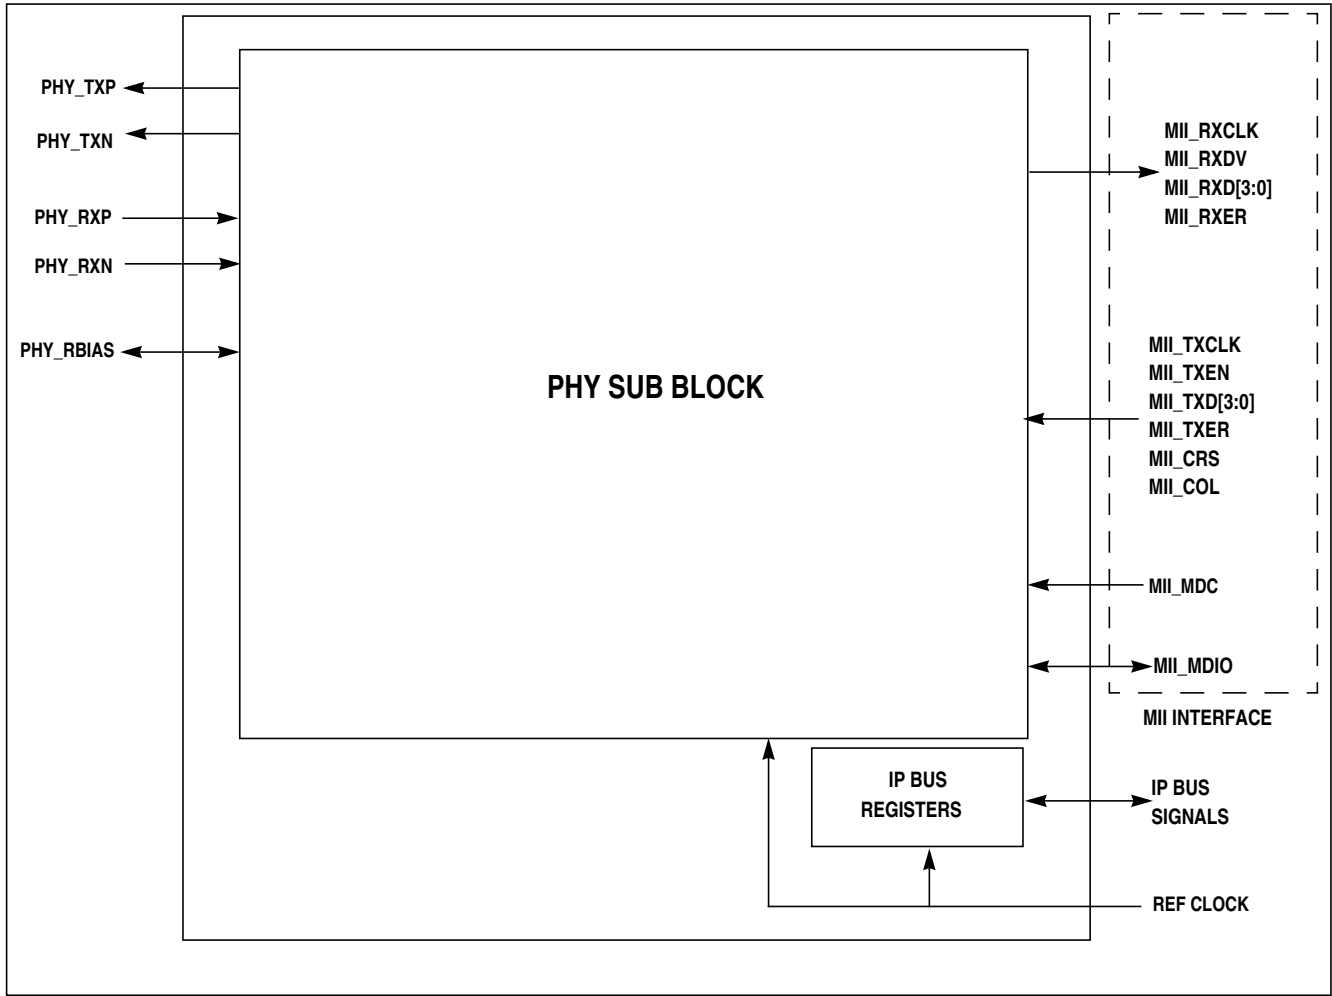 PHY_TXP
PHY_TXN
PHY_RXP
PHY_RXN
PHY_RBIAS
PHY SUB BLOCK
MII_RXCLK
MII_RXDV
MII_RXD[3:0]
MII_RXER
MII_TXCLK
MII_TXEN
MII_TXD[3:0]
MII_TXER
MII_CRS
MII_COL
MII_MDC
MII_MDIO
MII INTERFACE
IP BUS
REGISTERS
IP BUS
SIGNALS
REF CLOCK